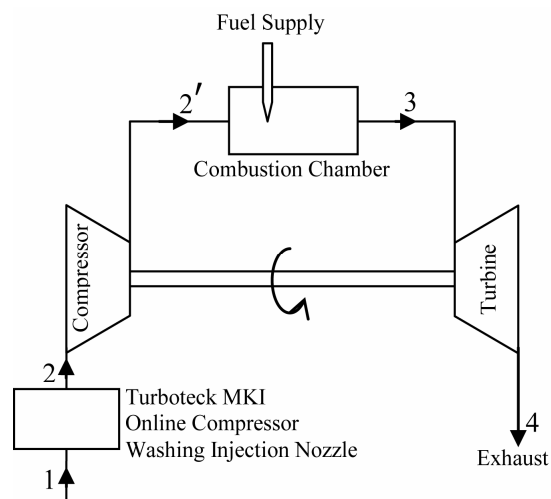 Fuel Supply
2′
3
Combustion Chamber
Compressor
Turbine
2
Turboteck MKI
Online Compressor
Washing Injection Nozzle
1
4
Exhaust